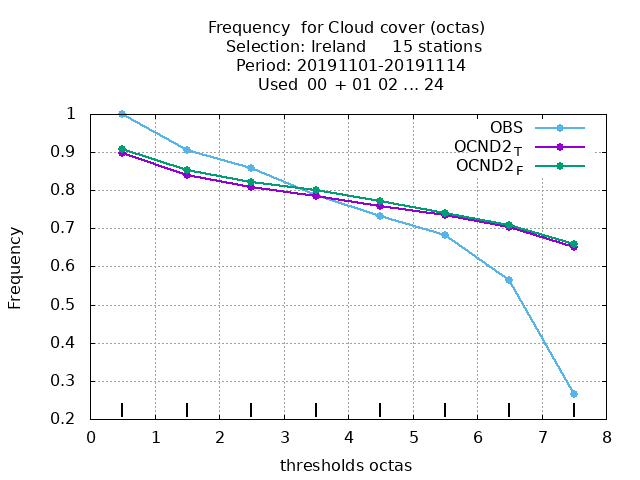 Frequency  for Cloud cover (octas)
Selection: Ireland     15 stations
Period: 20191101-20191114
Used  00  + 01 02 ... 24
OBS
OCND2T
OCND2F
1
0.9
0.8
0.7
0.6
0.5
0.4
0.3
0.2
Frequency
0 1 2 3 4 5 6 7 8
thresholds octas